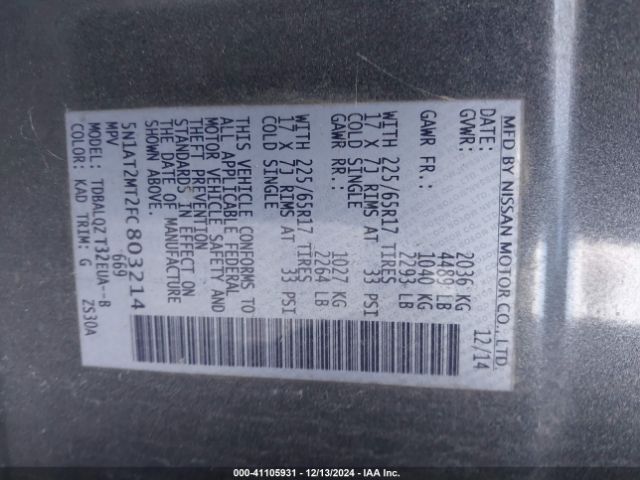 MFD BY NISSAN MOTOR CO., LTD.
DATE: 12/14
GVWR: 2036 KG
4489 LB
GAWR FR.: 1040 KG
2293 LB
WITH 225/65R17 TIRES
17 X 7J RIMS AT 33 PSI
COLD SINGLE
GAWR RR.: 1027 KG
2264 LB
WITH 225/65R17 TIRES
17 X 7J RIMS AT 33 PSI
COLD SINGLE
THIS VEHICLE CONFORMS TO
ALL APPLICABLE FEDERAL
MOTOR VEHICLE SAFETY AND
THEFT PREVENTION
STANDARDS IN EFFECT ON
THE DATE OF MANUFACTURE
SHOWN ABOVE.
5N1AT2MT2FC803214
MPV 669
MODEL: TDBALQZ T32EUA--B
COLOR: KAD TRIM: G ZS30A
000-41105931 - 12/13/2024 - IAA Inc.